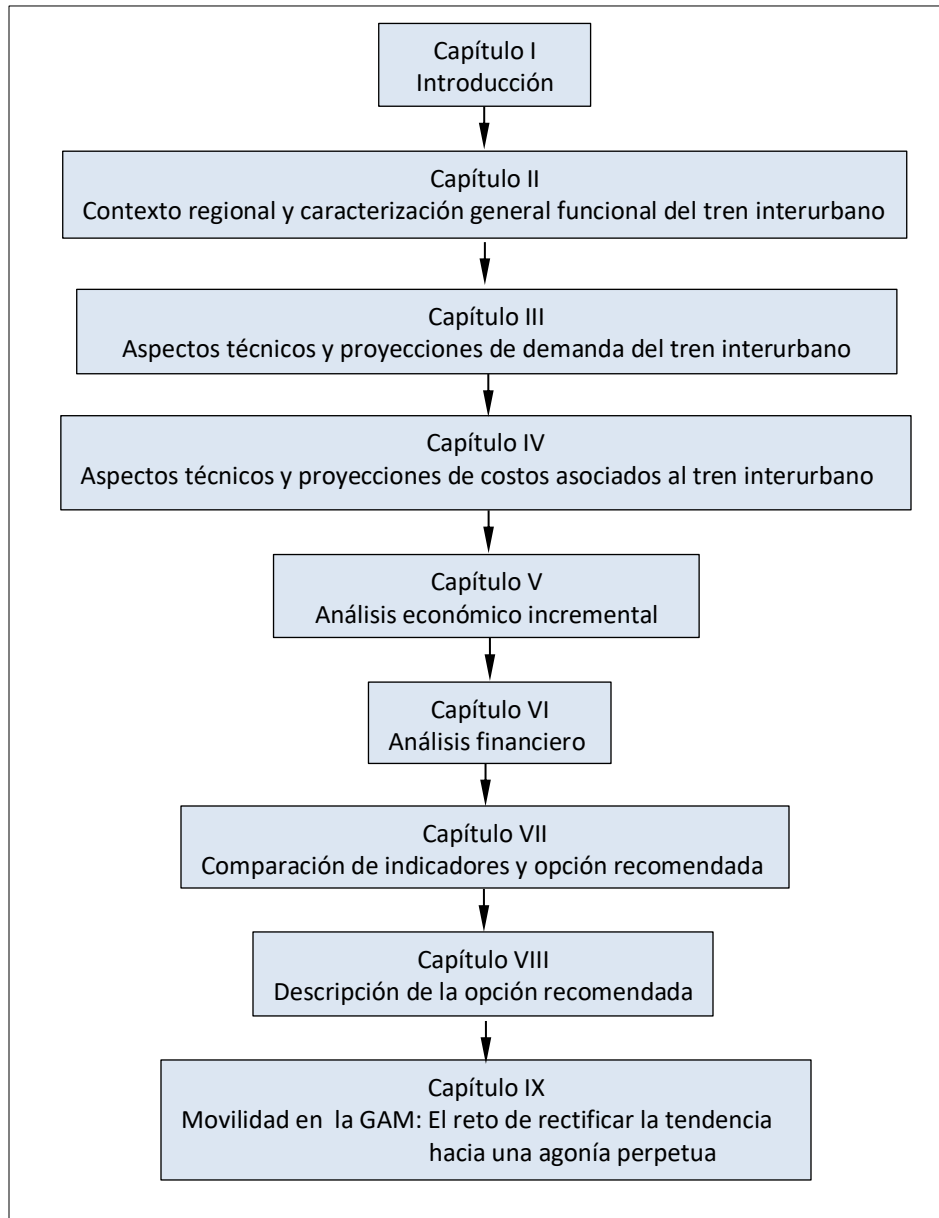 Capítulo I
Introducción
Capítulo II
Contexto regional y caracterización general funcional del tren interurbano
Capítulo III
Aspectos técnicos y proyecciones de demanda del tren interurbano
Capítulo IV
Aspectos técnicos y proyecciones de costos asociados al tren interurbano
Capítulo V
Análisis económico incremental
Capítulo VI
Análisis financiero
Capítulo VII
Comparación de indicadores y opción recomendada
Capítulo VIII
Descripción de la opción recomendada
Capítulo IX
Movilidad en la GAM: El reto de rectificar la tendencia
hacia una agonía perpetua